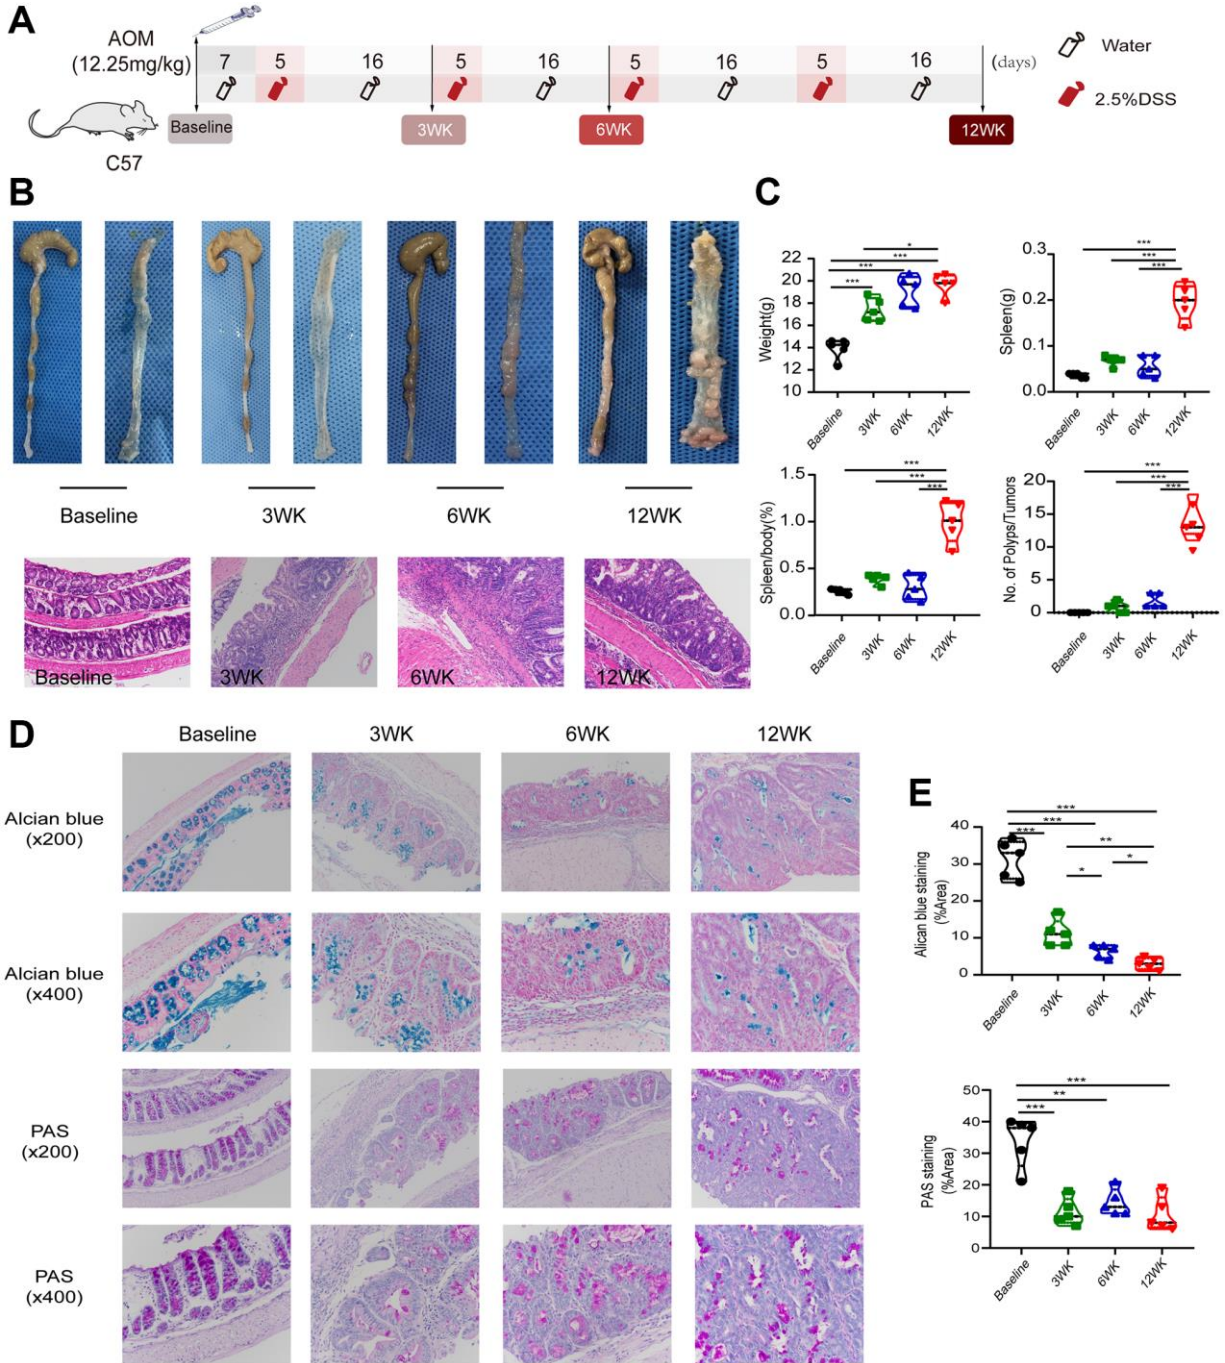 A
AOM
(12.25mg/kg)
7 5 16 5 16 5 16 5 16 (days)
Water
2.5%DSS
Baseline 3WK 6WK 12WK
C57
B
Baseline 3WK 6WK 12WK
Baseline 3WK 6WK 12WK
C
Weight(g)
22
20
18
16
14
12
10
* *** *** ***
Baseline 3WK 6WK 12WK
Spleen(g)
0.3
0.2
0.1
0.0
*** *** ***
Baseline 3WK 6WK 12WK
Spleen/body(%)
1.5
1.0
0.5
0.0
*** *** ***
Baseline 3WK 6WK 12WK
No. of Polyps/Tumors
20
15
10
5
0
*** *** ***
Baseline 3WK 6WK 12WK
D
Baseline 3WK 6WK 12WK
Alcian blue
(x200)
Alcian blue
(x400)
PAS
(x200)
PAS
(x400)
E
Alican blue staining
(%Area)
40
30
20
10
0
*** *** *** ** * *
Baseline 3WK 6WK 12WK
PAS staining
(%Area)
50
40
30
20
10
0
*** ** ***
Baseline 3WK 6WK 12WK